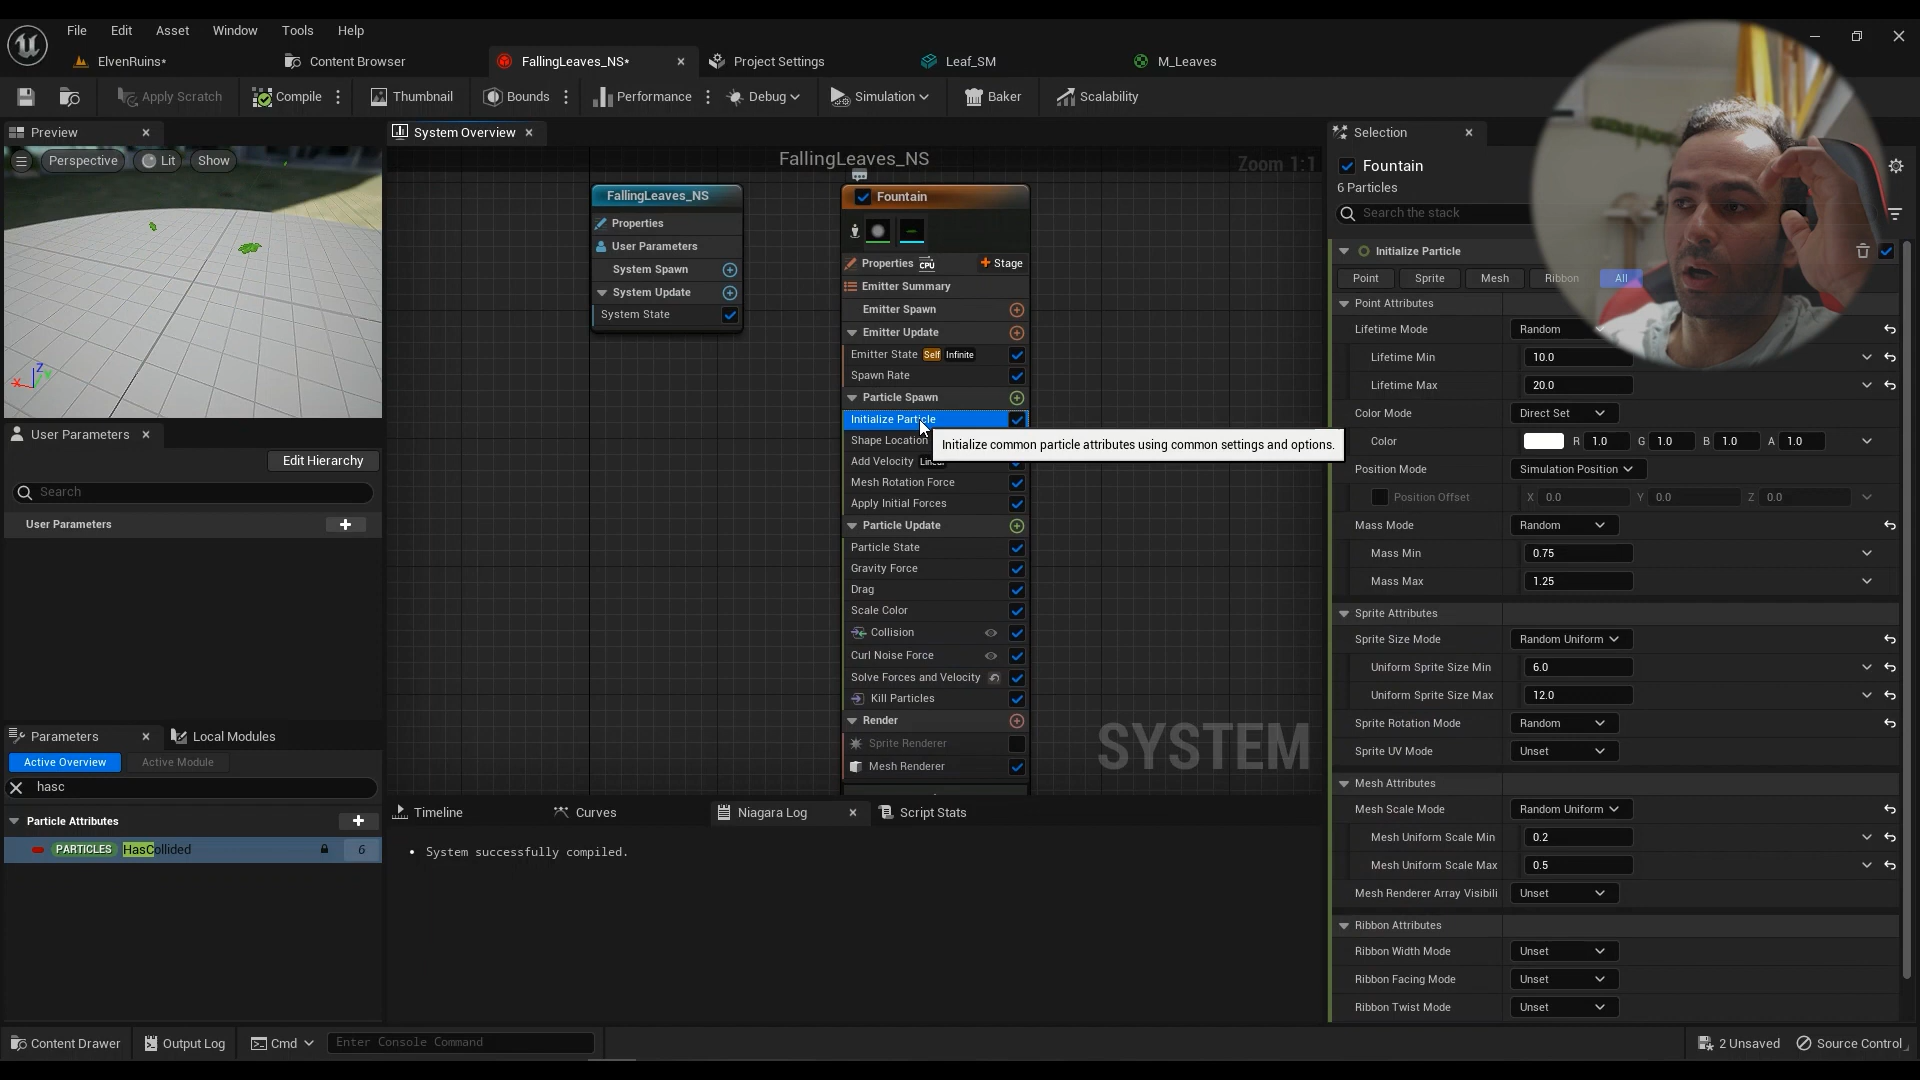 File Edit Asset Window Tools Help
ElvenRuins* Content Browser FallingLeaves_NS* Project Settings Leaf_SM M_Leaves
Apply Scratch Compile Thumbnail Bounds Performance Debug Simulation Baker Scalability
Preview
Perspective Lit Show
X Z Y
User Parameters
Edit Hierarchy
Search
User Parameters
Parameters Local Modules
Active Overview Active Module
hasc
Particle Attributes
PARTICLES HasCollided 6
System Overview
FallingLeaves_NS Zoom 1:1
FallingLeaves_NS
Properties
User Parameters
System Spawn
System Update
System State
Fountain
Properties CPU Stage
Emitter Summary
Emitter Spawn
Emitter Update
Emitter State Self Infinite
Spawn Rate
Particle Spawn
Initialize Particle
Shape Location
Add Velocity Linear
Mesh Rotation Force
Apply Initial Forces
Particle Update
Particle State
Gravity Force
Drag
Scale Color
Collision
Curl Noise Force
Solve Forces and Velocity
Kill Particles
Render
Sprite Renderer
Mesh Renderer
Initialize common particle attributes using common settings and options.
SYSTEM
Timeline Curves Niagara Log Script Stats
• System successfully compiled.
Selection
Fountain
6 Particles
Search the stack
Initialize Particle
Point Sprite Mesh Ribbon All
Point Attributes
Lifetime Mode Random
Lifetime Min 10.0
Lifetime Max 20.0
Color Mode Direct Set
Color R 1.0 G 1.0 B 1.0 A 1.0
Position Mode Simulation Position
Position Offset X 0.0 Y 0.0 Z 0.0
Mass Mode Random
Mass Min 0.75
Mass Max 1.25
Sprite Attributes
Sprite Size Mode Random Uniform
Uniform Sprite Size Min 6.0
Uniform Sprite Size Max 12.0
Sprite Rotation Mode Random
Sprite UV Mode Unset
Mesh Attributes
Mesh Scale Mode Random Uniform
Mesh Uniform Scale Min 0.2
Mesh Uniform Scale Max 0.5
Mesh Renderer Array Visibili Unset
Ribbon Attributes
Ribbon Width Mode Unset
Ribbon Facing Mode Unset
Ribbon Twist Mode Unset
Content Drawer Output Log Cmd Enter Console Command 2 Unsaved Source Control